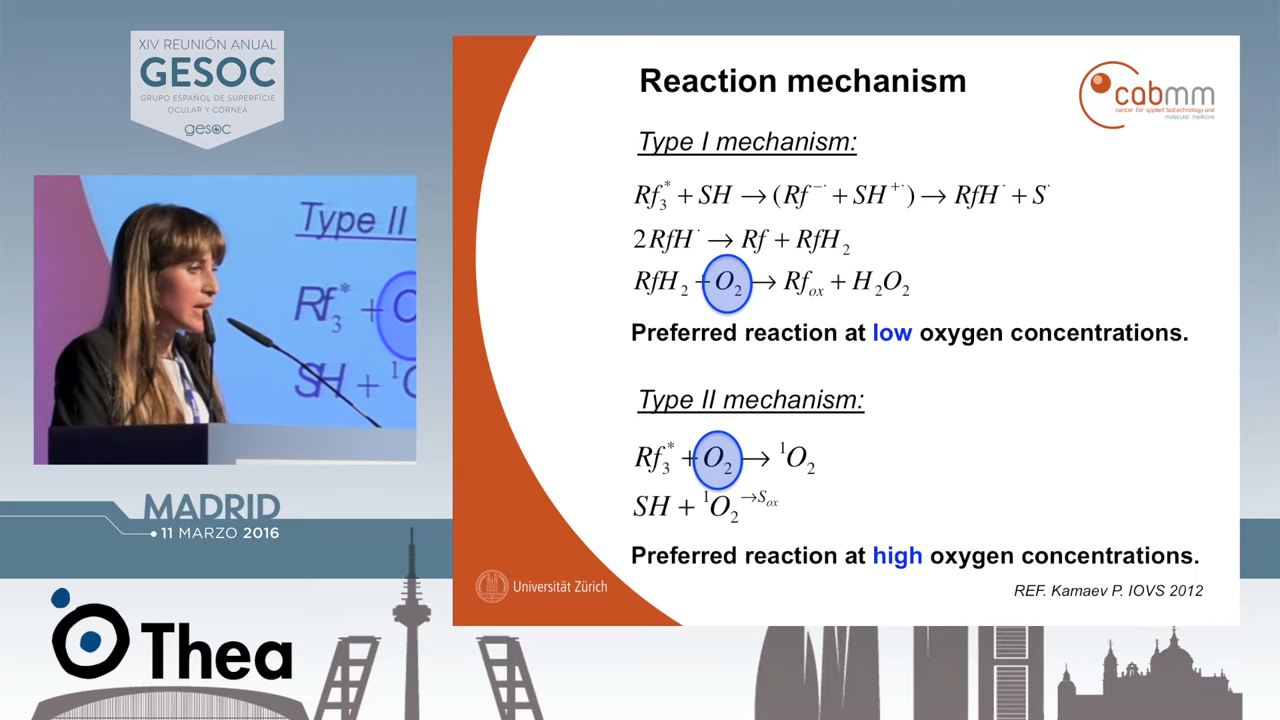 XIV REUNIÓN ANUAL
GESOC
GRUPO ESPAÑOL DE SUPERFÍCIE
OCULAR Y CÓRNEA
gesoc
Type II
Rf₃* + O
SH + ¹O
MADRID
11 MARZO 2016
Thea
Reaction mechanism
cabmm
center for applied biotechnology and
molecular medicine
Type I mechanism:
Rf₃* + SH → (Rf⁻˙ + SH⁺˙) → RfH˙ + S˙
2RfH˙ → Rf + RfH₂
RfH₂ + O₂ → Rfₒₓ + H₂O₂
Preferred reaction at low oxygen concentrations.
Type II mechanism:
Rf₃* + O₂ → ¹O₂
SH + ¹O₂ →Sₒₓ
Preferred reaction at high oxygen concentrations.
Universität Zürich
REF. Kamaev P. IOVS 2012